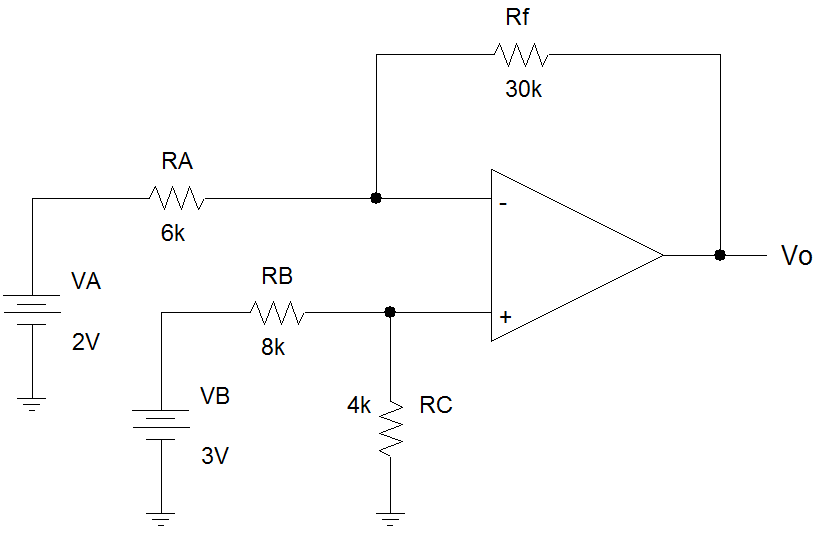 Rf
30k
RA
6k
-
VA
2V
RB
8k
+
Vo
VB
3V
4k RC